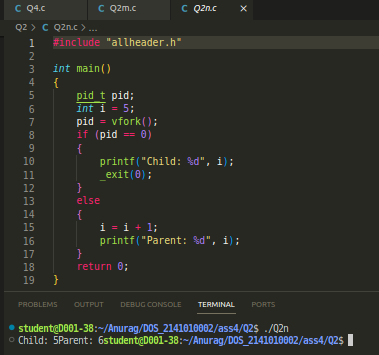 C Q4.c C Q2m.c C Q2n.c ×
Q2 > C Q2n.c > ...
1 #include "allheader.h"
2
3 int main()
4 {
5 pid_t pid;
6 int i = 5;
7 pid = vfork();
8 if (pid == 0)
9 {
10 printf("Child: %d", i);
11 _exit(0);
12 }
13 else
14 {
15 i = i + 1;
16 printf("Parent: %d", i);
17 }
18 return 0;
19 }
PROBLEMS OUTPUT DEBUG CONSOLE TERMINAL PORTS
student@D001-38:~/Anurag/DOS_2141010002/ass4/Q2$ ./Q2n
Child: 5Parent: 6student@D001-38:~/Anurag/DOS_2141010002/ass4/Q2$